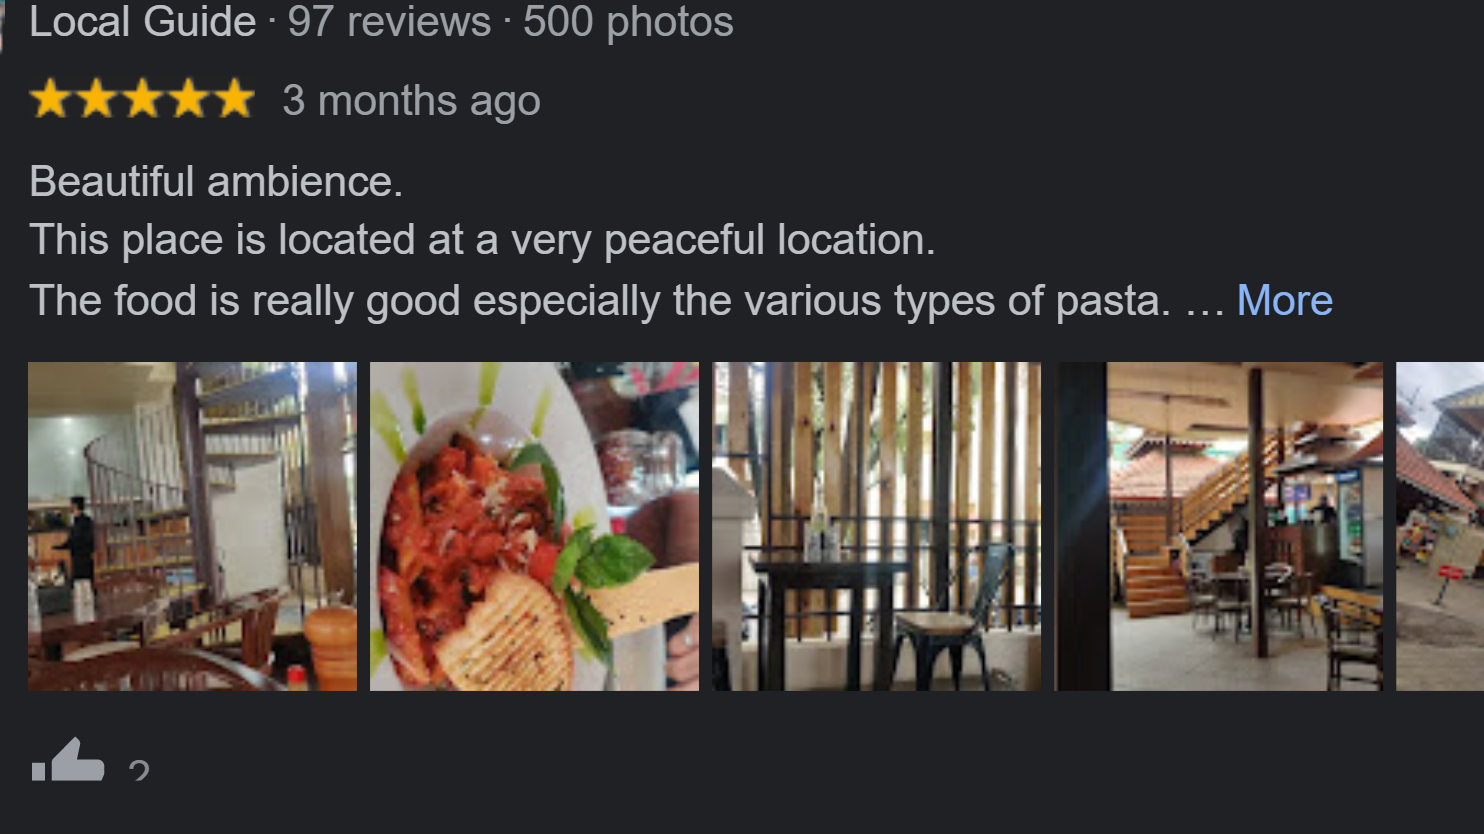 Local Guide · 97 reviews · 500 photos
3 months ago
Beautiful ambience.
This place is located at a very peaceful location.
The food is really good especially the various types of pasta. … More